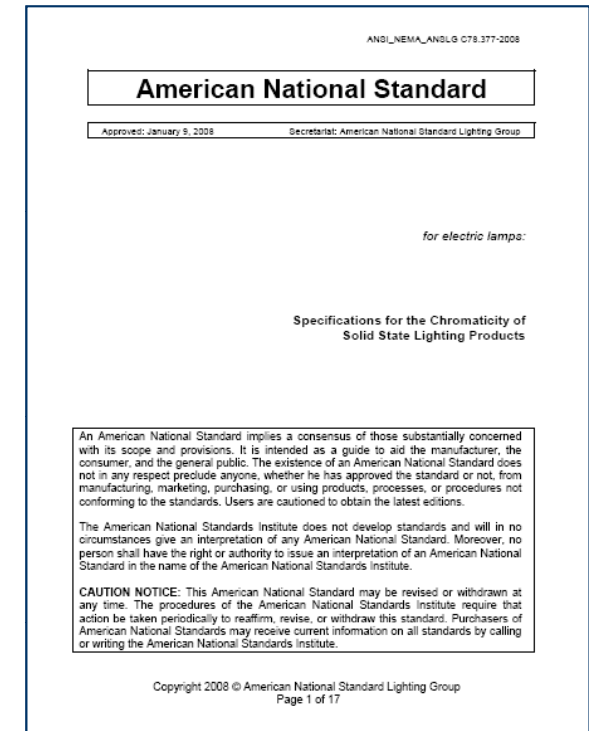 ANSI_NEMA_ANSLG C78.377-2008
American National Standard
Approved: January 9, 2008 Secretariat: American National Standard Lighting Group
for electric lamps:
Specifications for the Chromaticity of
Solid State Lighting Products
An American National Standard implies a consensus of those substantially concerned
with its scope and provisions. It is intended as a guide to aid the manufacturer, the
consumer, and the general public. The existence of an American National Standard does
not in any respect preclude anyone, whether he has approved the standard or not, from
manufacturing, marketing, purchasing, or using products, processes, or procedures not
conforming to the standards. Users are cautioned to obtain the latest editions.
The American National Standards Institute does not develop standards and will in no
circumstances give an interpretation of any American National Standard. Moreover, no
person shall have the right or authority to issue an interpretation of an American National
Standard in the name of the American National Standards Institute.
CAUTION NOTICE: This American National Standard may be revised or withdrawn at
any time. The procedures of the American National Standards Institute require that
action be taken periodically to reaffirm, revise, or withdraw this standard. Purchasers of
American National Standards may receive current information on all standards by calling
or writing the American National Standards Institute.
Copyright 2008 © American National Standard Lighting Group
Page 1 of 17